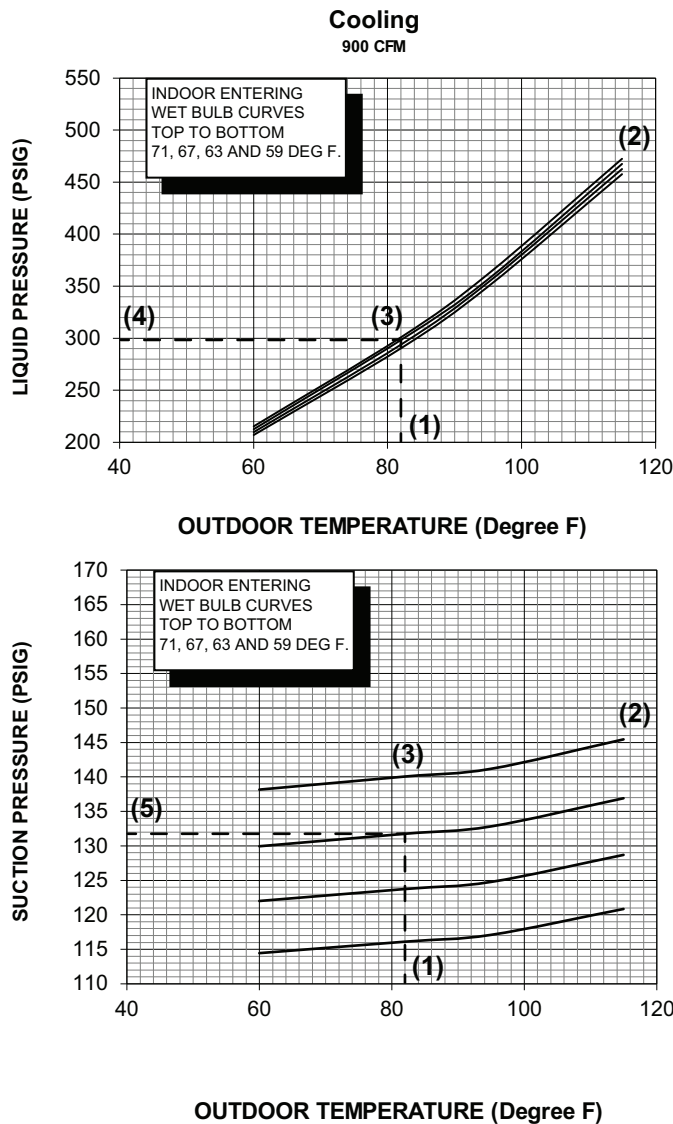 Cooling
900 CFM
INDOOR ENTERING
WET BULB CURVES
TOP TO BOTTOM
71, 67, 63 AND 59 DEG F.
LIQUID PRESSURE (PSIG)
550
500
450
400
350
300
250
200
(2)
(4)
(3)
(1)
40
60
80
100
120
OUTDOOR TEMPERATURE (Degree F)
INDOOR ENTERING
WET BULB CURVES
TOP TO BOTTOM
71, 67, 63 AND 59 DEG F.
SUCTION PRESSURE (PSIG)
170
165
160
155
150
145
140
135
130
125
120
115
110
(2)
(3)
(5)
(1)
40
60
80
100
120
OUTDOOR TEMPERATURE (Degree F)